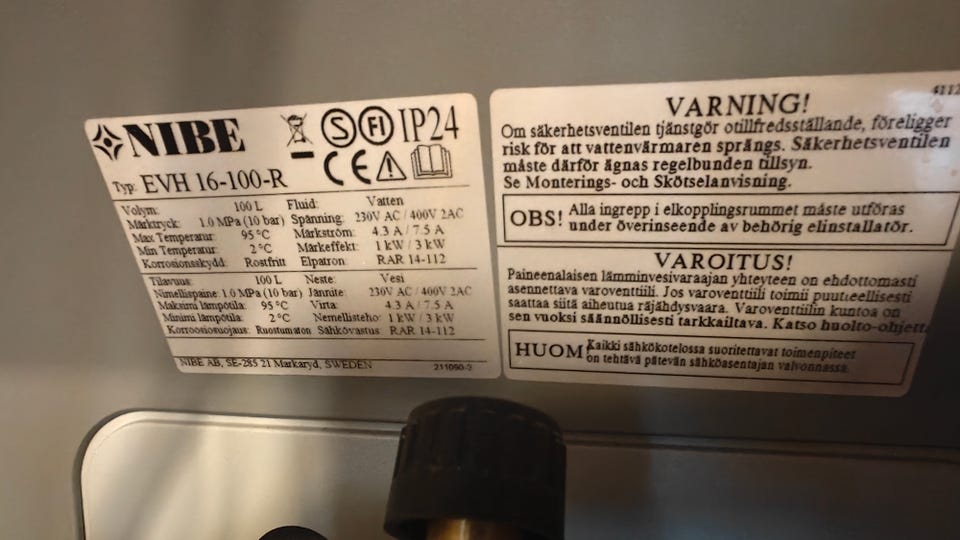 NIBE
S FI IP24
CE
Typ: EVH 16-100-R
Volym: 100 L Fluid: Vatten
Märktryck: 1.0 MPa (10 bar) Spänning: 230V AC / 400V 2AC
Max Temperatur: 95 °C Märkström: 4.3 A / 7.5 A
Min Temperatur: 2 °C Märkeffekt: 1 kW / 3 kW
Korrosionsskydd: Rostfritt Elpatron: RAR 14-112
Tilavuus: 100 L Neste: Vesi
Nimellispaine: 1.0 MPa (10 bar) Jännite: 230V AC / 400V 2AC
Maksimi lämpötila: 95 °C Virta: 4.3 A / 7.5 A
Minimi lämpötila: 2 °C Nemellisteho: 1 kW / 3 kW
Korroosiosuojaus: Ruostumaton Sähkövastus: RAR 14-112
NIBE AB, SE-285 21 Markaryd, SWEDEN 211090-3
6112
VARNING!
Om säkerhetsventilen tjänstgör otillfredsställande, föreligger
risk för att vattenvärmaren sprängs. Säkerhetsventilen
måste därför ägnas regelbunden tillsyn.
Se Monterings- och Skötselanvisning.
OBS! Alla ingrepp i elkopplingsrummet måste utföras
under överinseende av behörig elinstallatör.
VAROITUS!
Paineenalaisen lämminvesivaraajan yhteyteen on ehdottomasti
asennettava varoventtiili. Jos varoventtiili toimii puutteellisesti
saattaa siitä aiheutua räjähdysvaara. Varoventtiilin kuntoa on
sen vuoksi säännöllisesti tarkkailtava. Katso huolto-ohjeet
HUOM! Kaikki sähkökotelossa suoritettavat toimenpiteet
on tehtävä pätevän sähköasentajan valvonnassa.